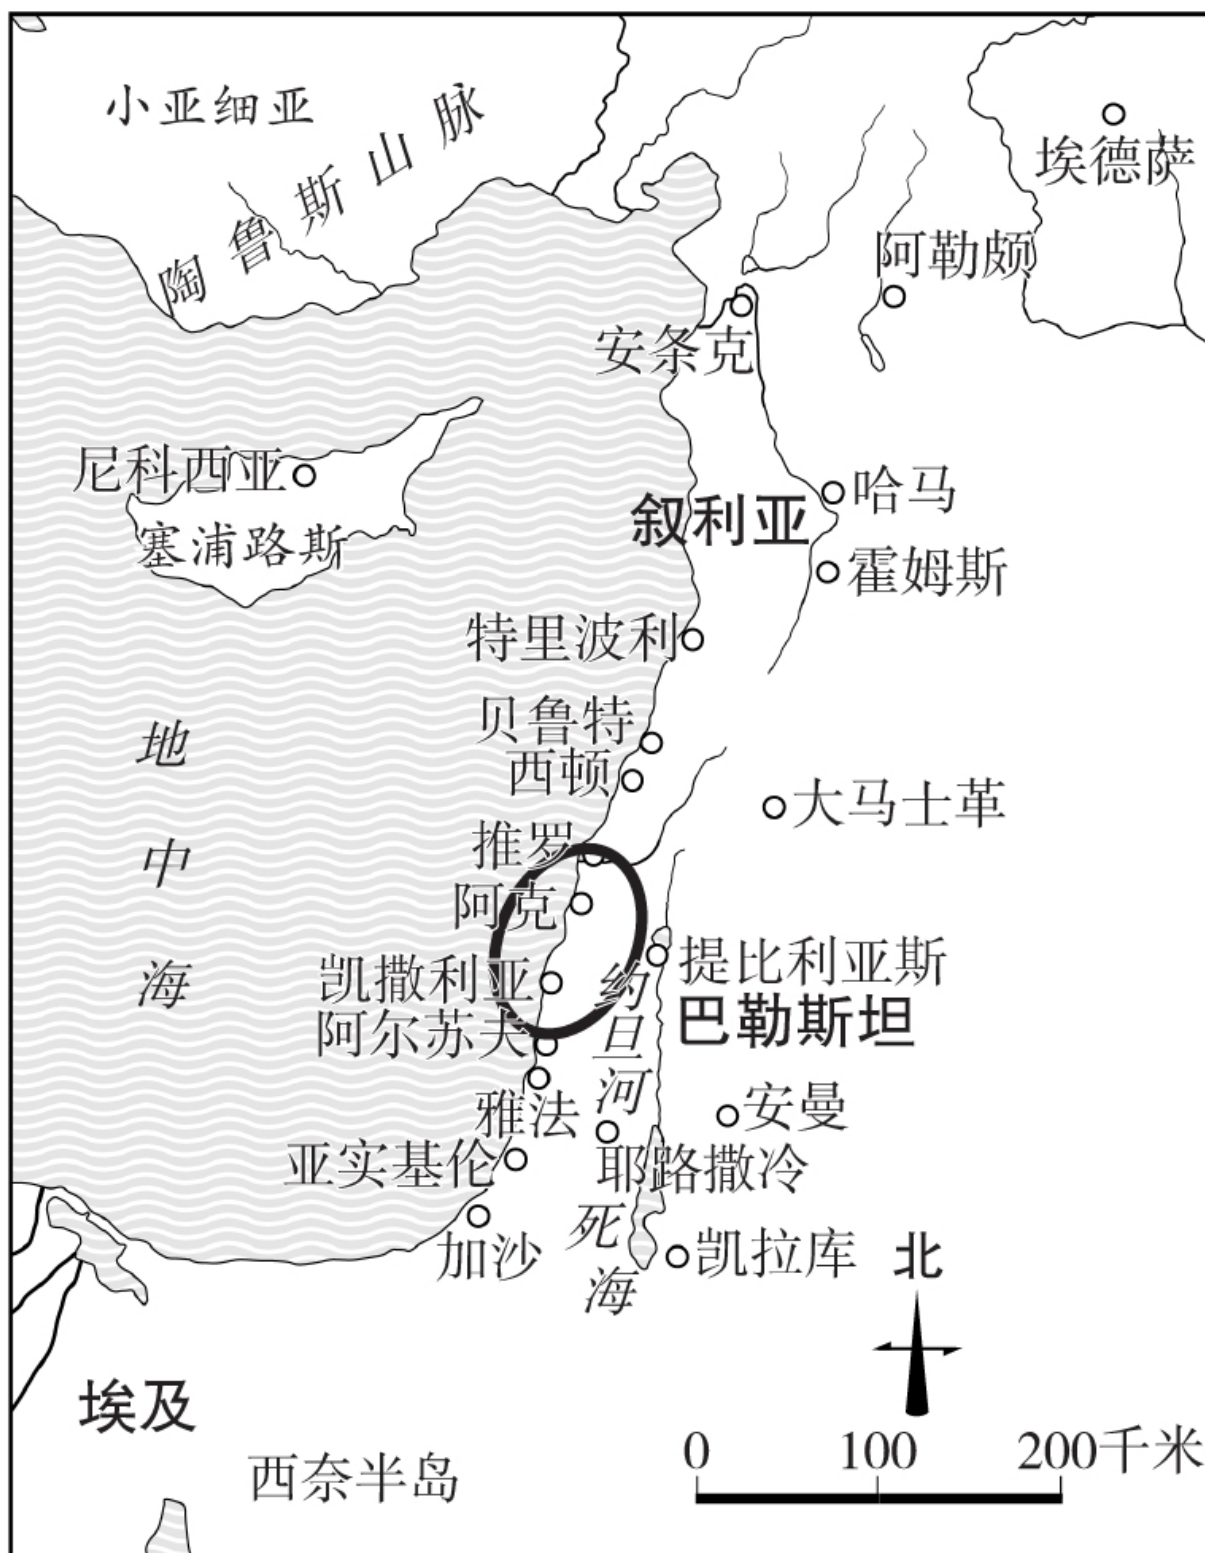 小亚细亚
陶鲁斯山脉
埃德萨
阿勒颇
安条克
尼科西亚
塞浦路斯
叙利亚
哈马
霍姆斯
特里波利
贝鲁特
西顿
大马士革
地中海
推罗
阿克
提比利亚斯
凯撒利亚
约旦河
巴勒斯坦
阿尔苏夫
雅法
安曼
亚实基伦
耶路撒冷
加沙
死海
凯拉库
北
埃及
西奈半岛
0 100 200千米